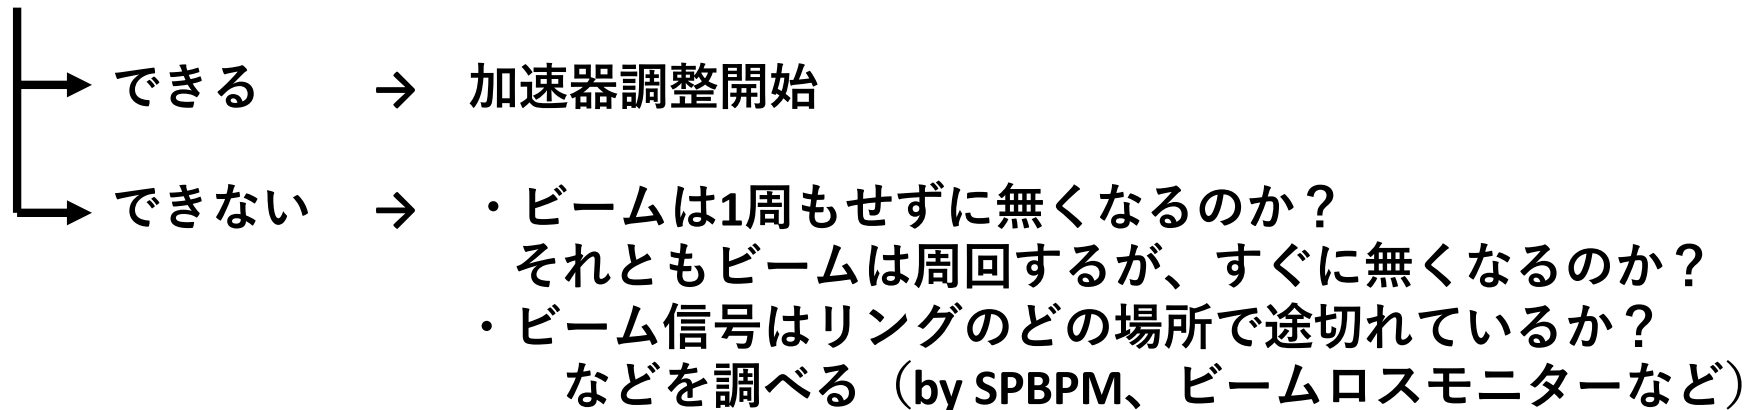 できる → 加速器調整開始
できない → ・ビームは1周もせずに無くなるのか？
それともビームは周回するが、すぐに無くなるのか？
・ビーム信号はリングのどの場所で途切れているか？
などを調べる（by SPBPM、ビームロスモニターなど）